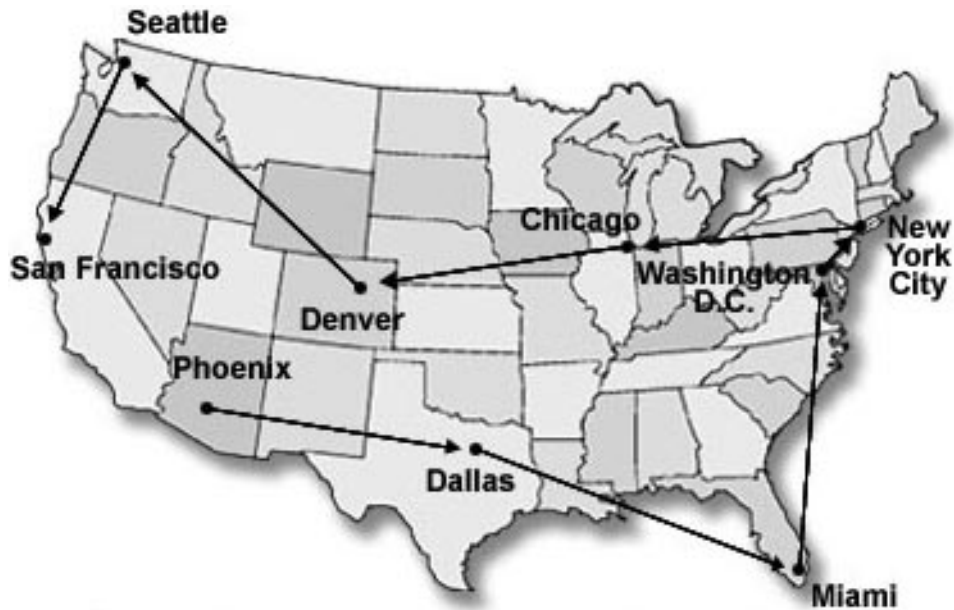 Seattle
Chicago
New
York
City
San Francisco
Washington
D.C.
Denver
Phoenix
Dallas
Miami